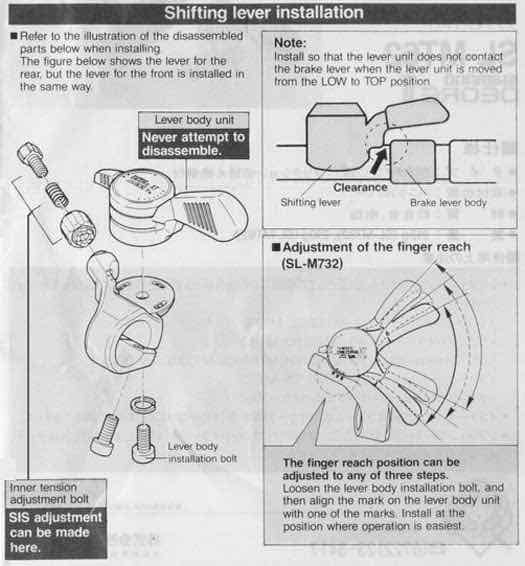 Shifting lever installation
■ Refer to the illustration of the disassembled
parts below when installing.
The figure below shows the lever for the
rear, but the lever for the front is installed in
the same way.
Lever body unit
Never attempt to
disassemble.
Lever body
installation bolt
Inner tension
adjustment bolt
SIS adjustment
can be made
here.
Note:
Install so that the lever unit does not contact
the brake lever when the lever unit is moved
from the LOW to TOP position
Clearance
Shifting lever
Brake lever body
■ Adjustment of the finger reach
(SL-M732)
The finger reach position can be
adjusted to any of three steps.
Loosen the lever body installation bolt, and
then align the mark on the lever body unit
with one of the marks. Install at the
position where operation is easiest.